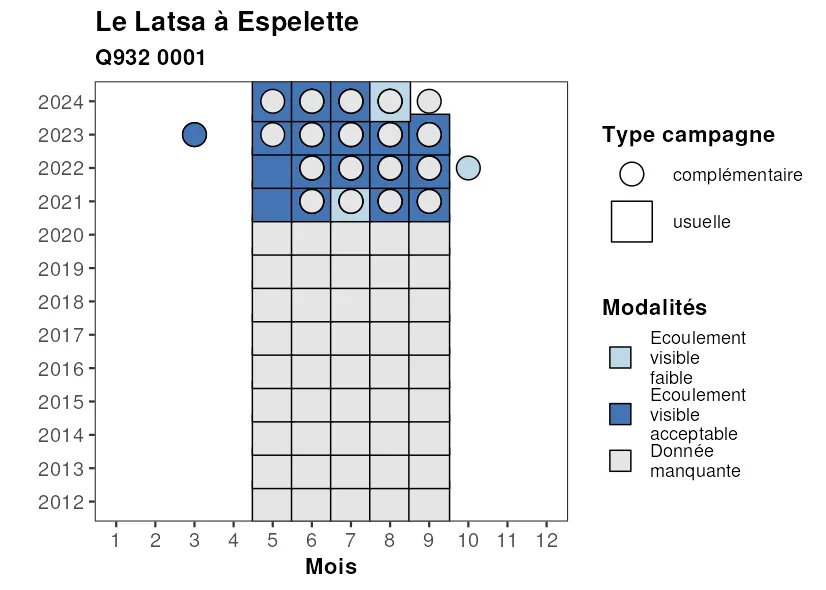 Le Latsa à Espelette
Q932 0001
2024
2023
2022
2021
2020
2019
2018
2017
2016
2015
2014
2013
2012
1 2 3 4 5 6 7 8 9 10 11 12
Mois
Type campagne
complémentaire
usuelle
Modalités
Ecoulement
visible
faible
Ecoulement
visible
acceptable
Donnée
manquante